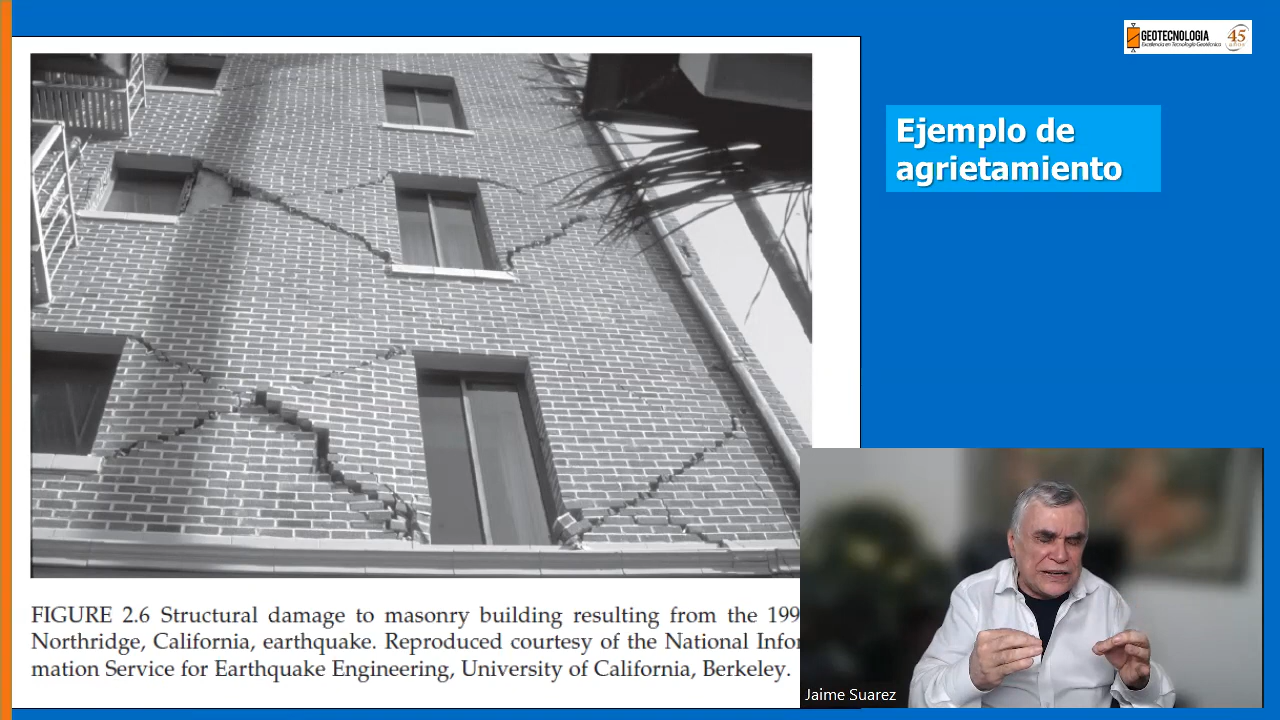 GEOTECNOLOGIA
Excelencia en Tecnología Geotécnica
45
Ejemplo de
agrietamiento
FIGURE 2.6 Structural damage to masonry building resulting from the 199
Northridge, California, earthquake. Reproduced courtesy of the National Infor
mation Service for Earthquake Engineering, University of California, Berkeley.
Jaime Suarez